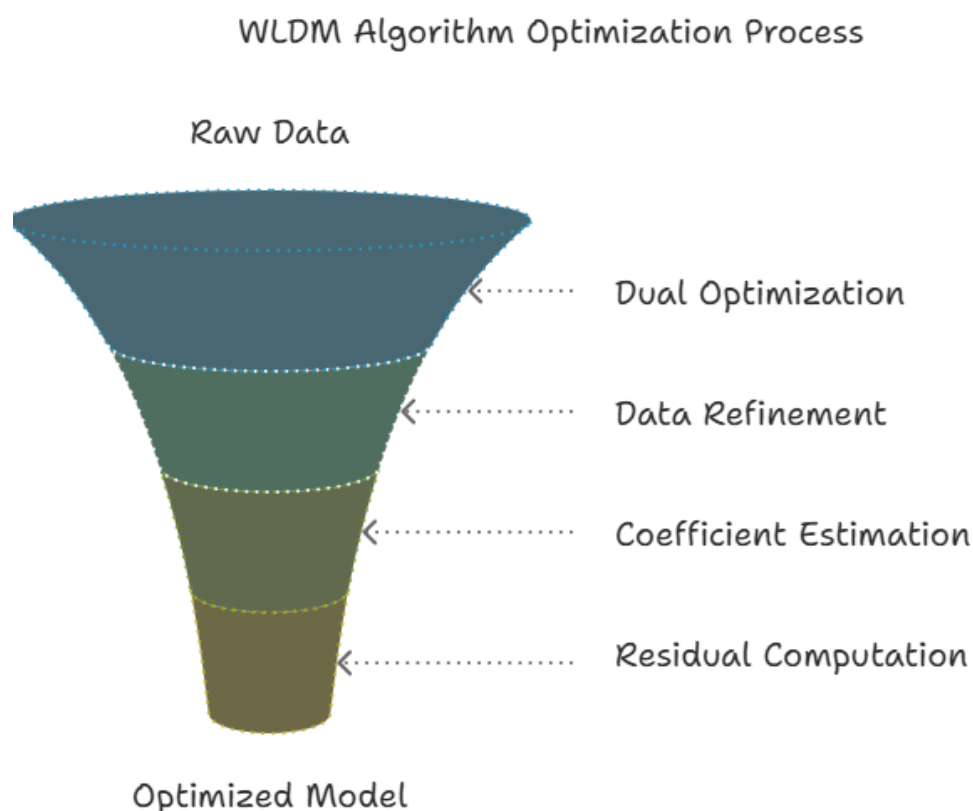 WLDM Algorithm Optimization Process
Raw Data
Dual Optimization
Data Refinement
Coefficient Estimation
Residual Computation
Optimized Model